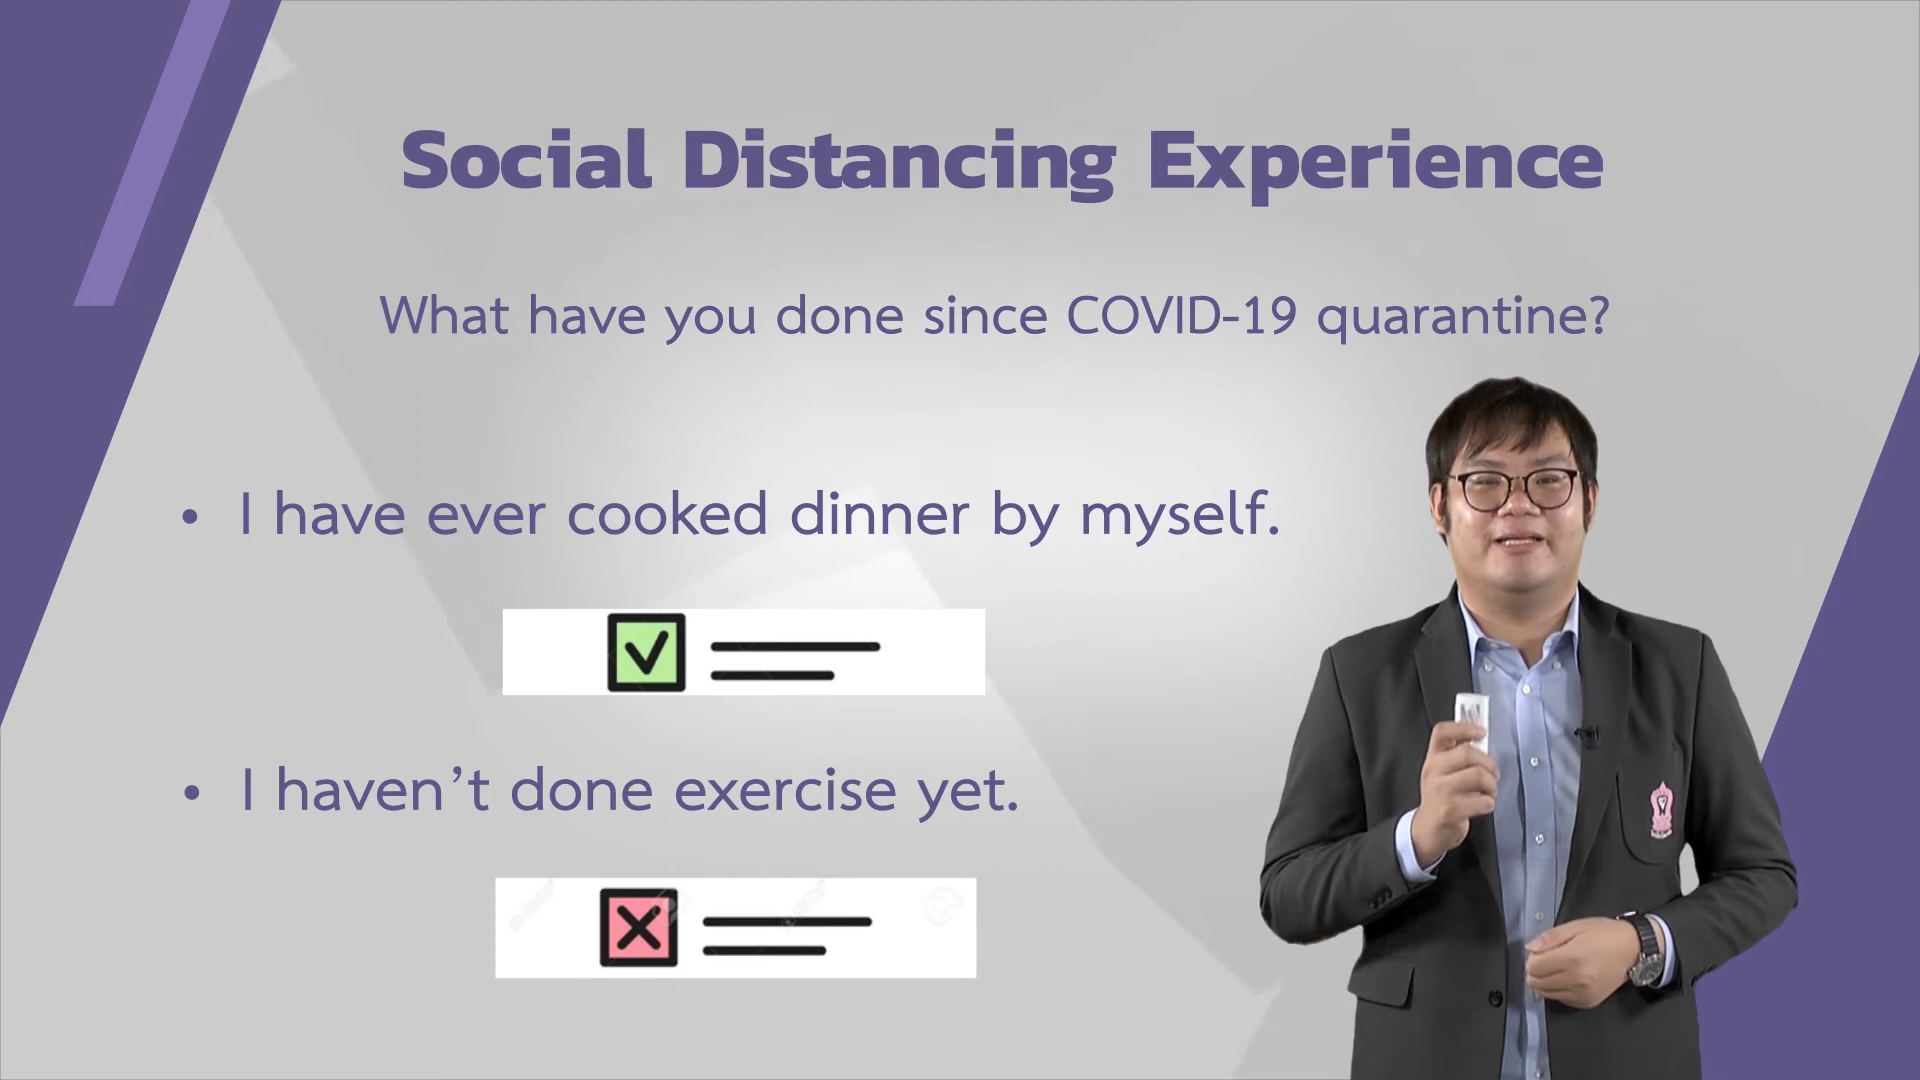 Social Distancing Experience
What have you done since COVID-19 quarantine?
• I have ever cooked dinner by myself.
• I haven't done exercise yet.